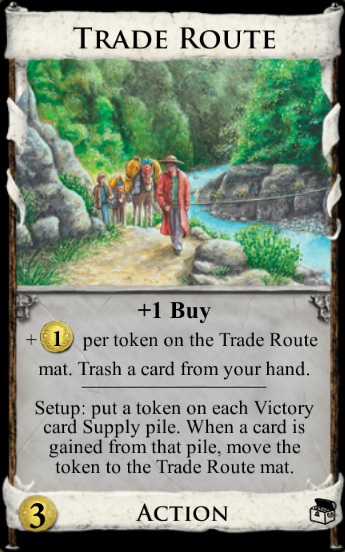 TRADE ROUTE
+1 Buy
+1 per token on the Trade Route
mat. Trash a card from your hand.
Setup: put a token on each Victory
card Supply pile. When a card is
gained from that pile, move the
token to the Trade Route mat.
3 ACTION